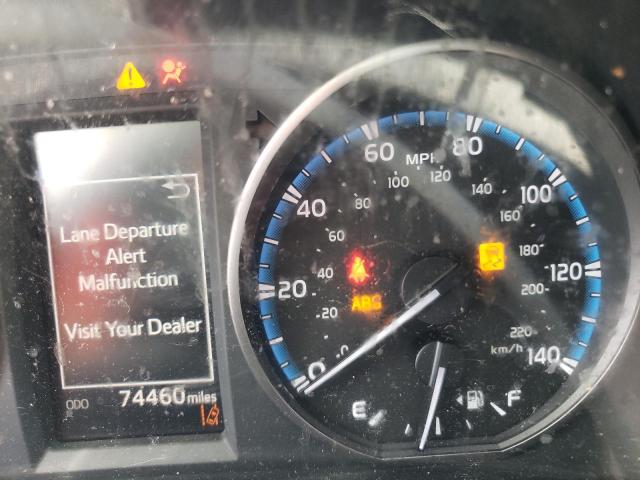 Lane Departure
Alert
Malfunction
Visit Your Dealer
ODO 74460 miles
MPH
0 20 40 60 80 100 120 140
0 20 40 60 80 100 120 140 160 180 200 220
km/h
ABS
E F